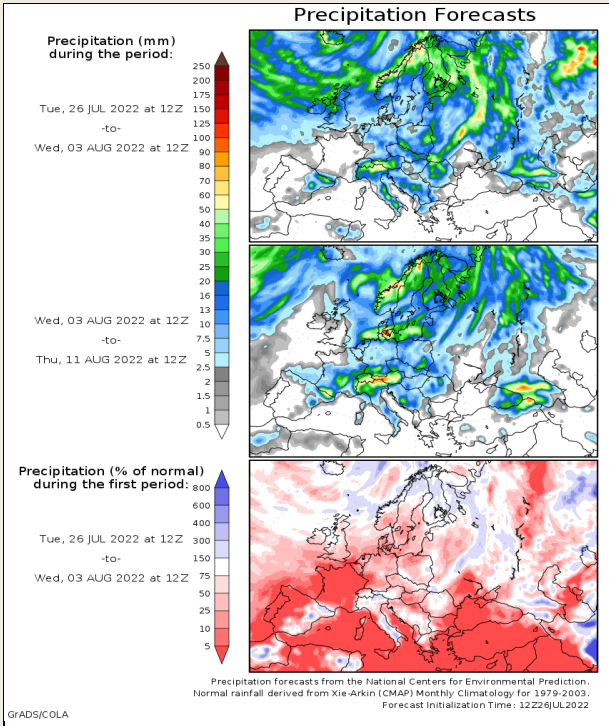 Precipitation Forecasts
Precipitation (mm)
during the period:
Tue, 26 JUL 2022 at 12Z
-to-
Wed, 03 AUG 2022 at 12Z
250
200
175
150
125
100
90
80
70
60
50
40
35
30
25
20
16
13
10
7.5
5
2.5
2
1.5
1
0.5
Wed, 03 AUG 2022 at 12Z
-to-
Thu, 11 AUG 2022 at 12Z
Precipitation (% of normal)
during the first period:
Tue, 26 JUL 2022 at 12Z
-to-
Wed, 03 AUG 2022 at 12Z
800
600
400
300
150
75
50
25
10
5
Precipitation forecasts from the National Centers for Environmental Prediction.
Normal rainfall derived from Xie-Arkin (CMAP) Monthly Climatology for 1979-2003.
Forecast Initialization Time: 12Z26JUL2022
GrADS/COLA